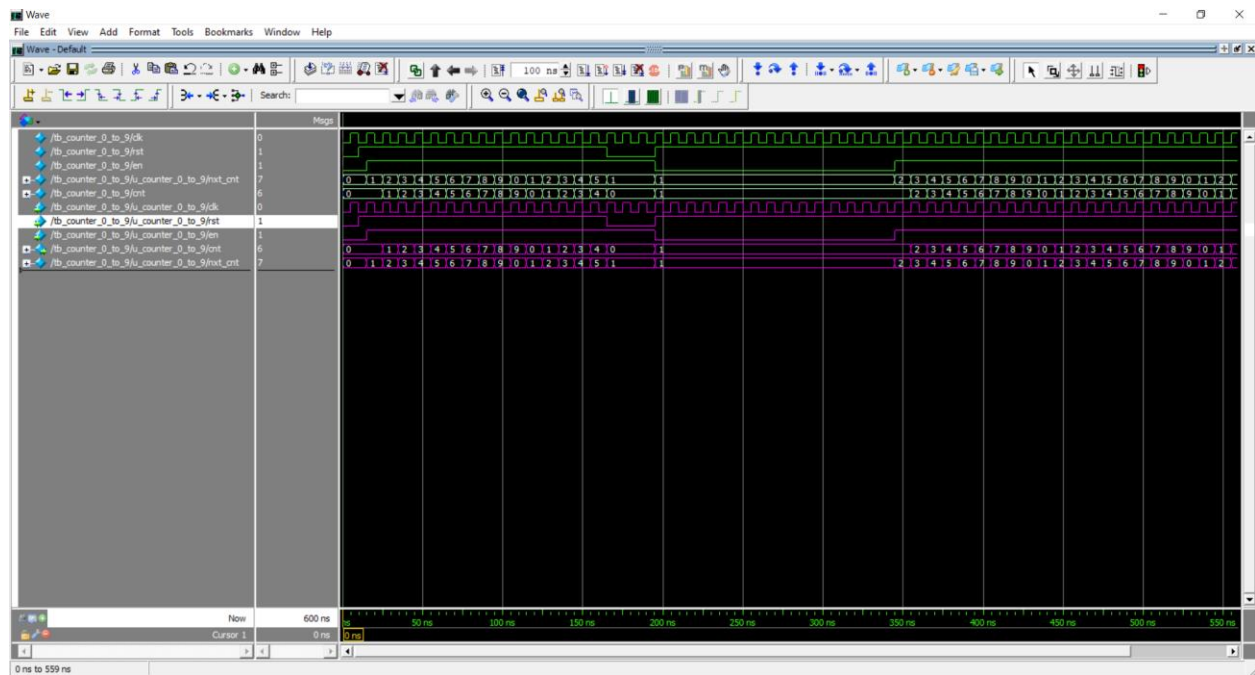 Wave
File Edit View Add Format Tools Bookmarks Window Help
Wave - Default
100 ns
Search:
Msgs
/tb_counter_0_to_9/clk 0
/tb_counter_0_to_9/rst 1
/tb_counter_0_to_9/en 1
/tb_counter_0_to_9/u_counter_0_to_9/nxt_cnt 7 0 1 2 3 4 5 6 7 8 9 0 1 2 3 4 5 1 1 2 3 4 5 6 7 8 9 0 1 2 3 4 5 6 7 8 9 0 1 2
/tb_counter_0_to_9/cnt 6 0 1 2 3 4 5 6 7 8 9 0 1 2 3 4 0 1 2 3 4 5 6 7 8 9 0 1 2 3 4 5 6 7 8 9 0 1
/tb_counter_0_to_9/u_counter_0_to_9/clk 0
/tb_counter_0_to_9/u_counter_0_to_9/rst 1
/tb_counter_0_to_9/u_counter_0_to_9/en 1
/tb_counter_0_to_9/u_counter_0_to_9/cnt 6 0 1 2 3 4 5 6 7 8 9 0 1 2 3 4 0 1 2 3 4 5 6 7 8 9 0 1 2 3 4 5 6 7 8 9 0 1
/tb_counter_0_to_9/u_counter_0_to_9/nxt_cnt 7 0 1 2 3 4 5 6 7 8 9 0 1 2 3 4 5 1 1 2 3 4 5 6 7 8 9 0 1 2 3 4 5 6 7 8 9 0 1 2
Now 600 ns ns 50 ns 100 ns 150 ns 200 ns 250 ns 300 ns 350 ns 400 ns 450 ns 500 ns 550 ns
Cursor 1 0 ns 0 ns
0 ns to 559 ns